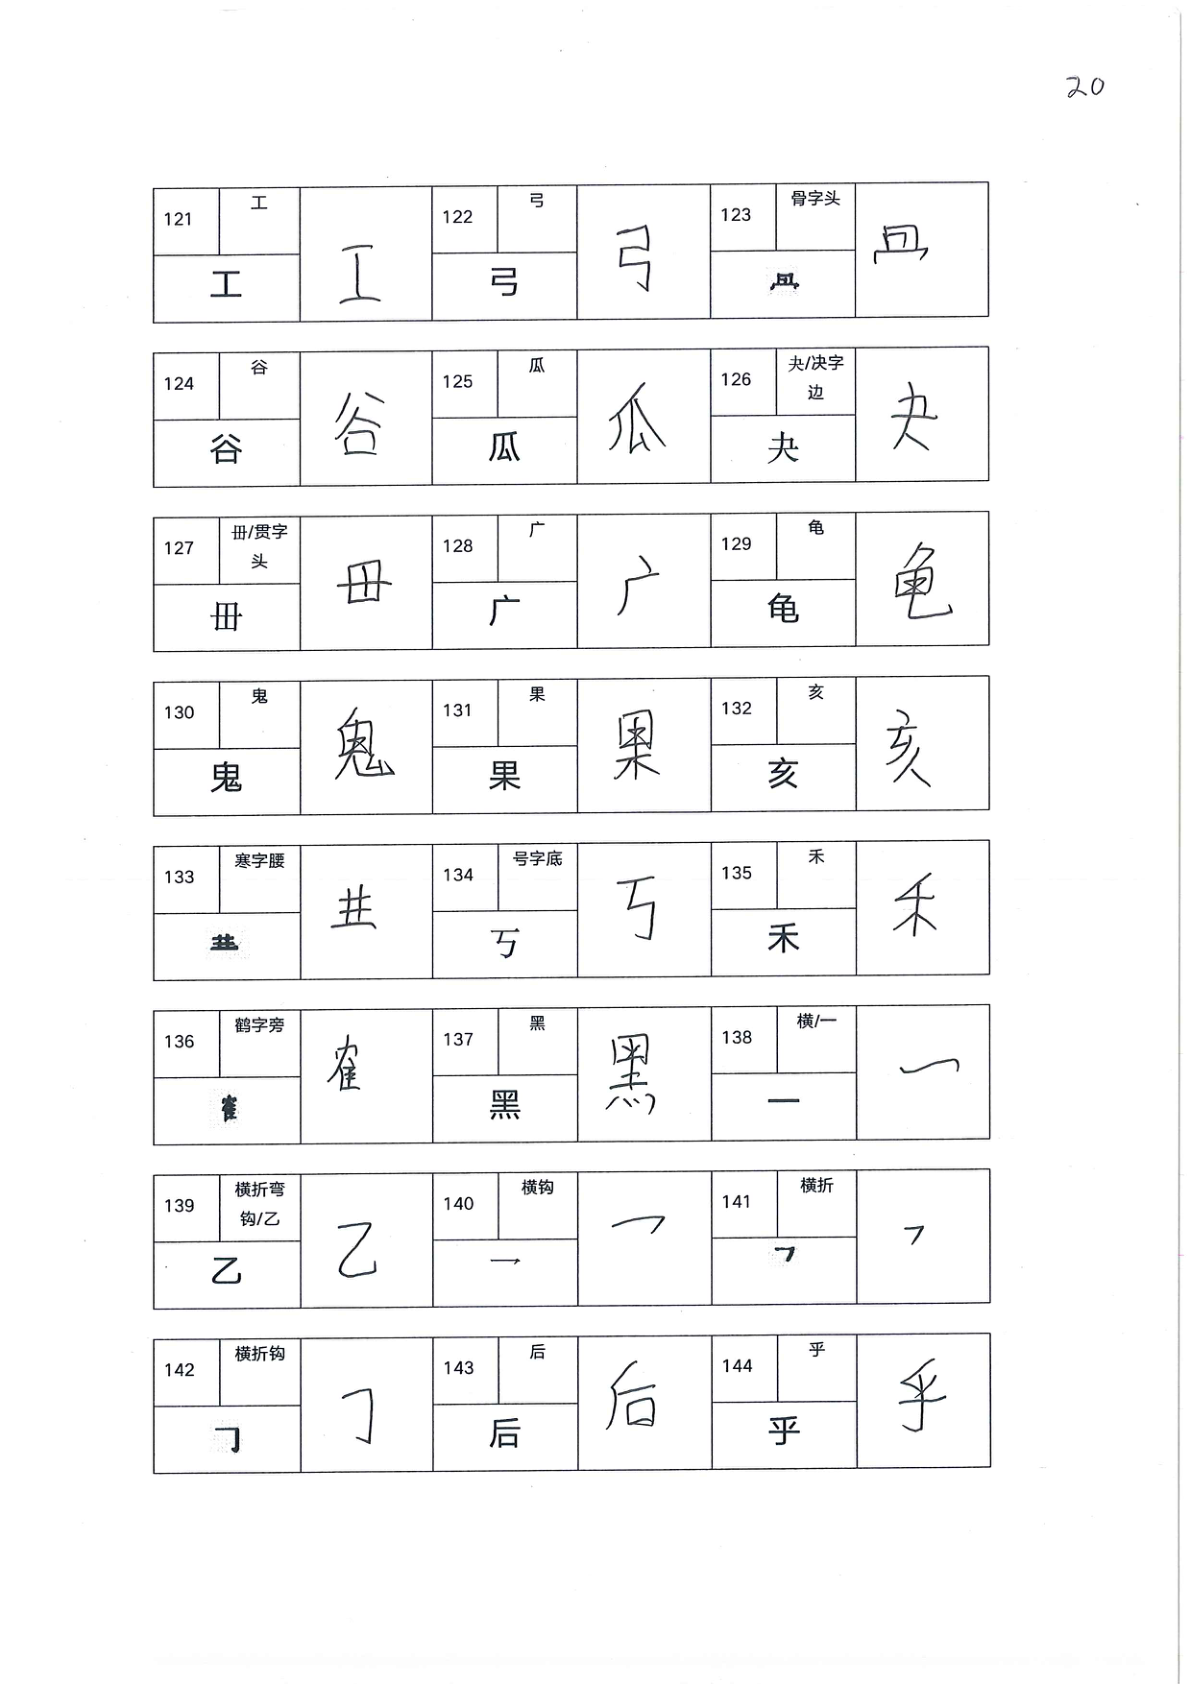 20
121 工 工 122 弓 弓 123 骨字头
工 弓
124 谷 谷 125 瓜 瓜 126 夬/决字边 夬
谷 瓜 夬
127 毌/贯字头 毌 128 广 广 129 龟 龟
毌 广 龟
130 鬼 鬼 131 果 果 132 亥 亥
鬼 果 亥
133 寒字腰 134 号字底 丂 135 禾 禾
丂 禾
136 鹤字旁 隺 137 黑 黑 138 横/一 一
隺 黑 一
139 横折弯钩/乙 乙 140 横钩 乛 141 横折 ㇕
乙 乛 ㇕
142 横折钩 ㇆ 143 后 后 144 乎 乎
㇆ 后 乎